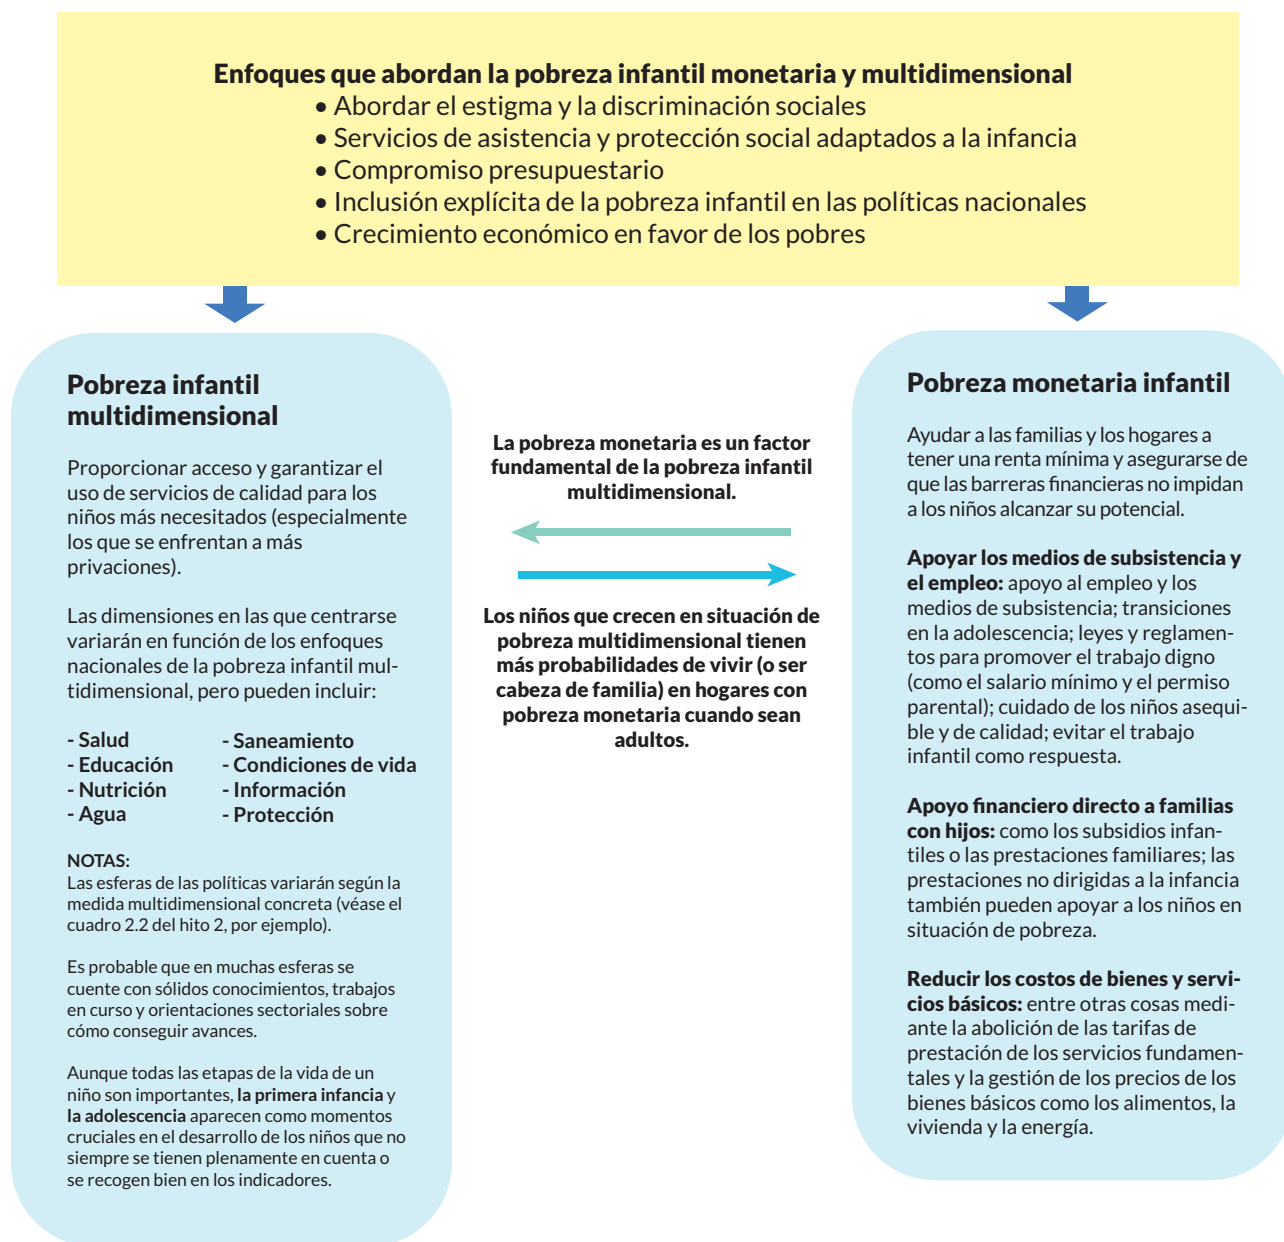 Enfoques que abordan la pobreza infantil monetaria y multidimensional
• Abordar el estigma y la discriminación sociales
• Servicios de asistencia y protección social adaptados a la infancia
• Compromiso presupuestario
• Inclusión explícita de la pobreza infantil en las políticas nacionales
• Crecimiento económico en favor de los pobres
Pobreza infantil
multidimensional
Proporcionar acceso y garantizar el
uso de servicios de calidad para los
niños más necesitados (especialmente
los que se enfrentan a más
privaciones).
Las dimensiones en las que centrarse
variarán en función de los enfoques
nacionales de la pobreza infantil mul-
tidimensional, pero pueden incluir:
- Salud
- Educación
- Nutrición
- Agua
- Saneamiento
- Condiciones de vida
- Información
- Protección
NOTAS:
Las esferas de las políticas variarán según la
medida multidimensional concreta (véase el
cuadro 2.2 del hito 2, por ejemplo).
Es probable que en muchas esferas se
cuente con sólidos conocimientos, trabajos
en curso y orientaciones sectoriales sobre
cómo conseguir avances.
Aunque todas las etapas de la vida de un
niño son importantes, la primera infancia y
la adolescencia aparecen como momentos
cruciales en el desarrollo de los niños que no
siempre se tienen plenamente en cuenta o
se recogen bien en los indicadores.
La pobreza monetaria es un factor
fundamental de la pobreza infantil
multidimensional.
Los niños que crecen en situación de
pobreza multidimensional tienen
más probabilidades de vivir (o ser
cabeza de familia) en hogares con
pobreza monetaria cuando sean
adultos.
Pobreza monetaria infantil
Ayudar a las familias y los hogares a
tener una renta mínima y asegurarse de
que las barreras financieras no impidan
a los niños alcanzar su potencial.
Apoyar los medios de subsistencia y
el empleo: apoyo al empleo y los
medios de subsistencia; transiciones
en la adolescencia; leyes y reglamen-
tos para promover el trabajo digno
(como el salario mínimo y el permiso
parental); cuidado de los niños asequi-
ble y de calidad; evitar el trabajo
infantil como respuesta.
Apoyo financiero directo a familias
con hijos: como los subsidios infan-
tiles o las prestaciones familiares; las
prestaciones no dirigidas a la infancia
también pueden apoyar a los niños en
situación de pobreza.
Reducir los costos de bienes y servi-
cios básicos: entre otras cosas medi-
ante la abolición de las tarifas de
prestación de los servicios fundamen-
tales y la gestión de los precios de los
bienes básicos como los alimentos, la
vivienda y la energía.